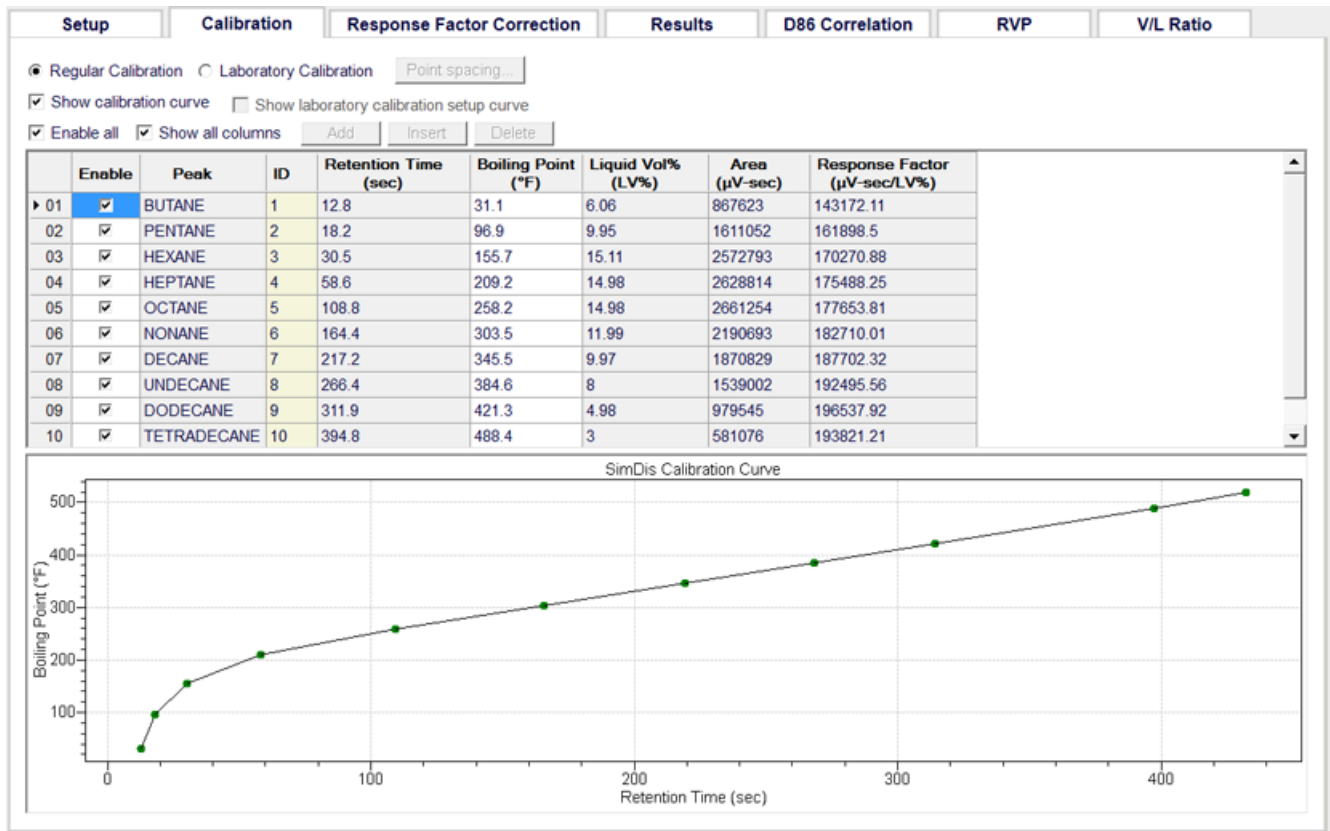 Setup Calibration Response Factor Correction Results D86 Correlation RVP V/L Ratio
Regular Calibration Laboratory Calibration Point spacing...
Show calibration curve Show laboratory calibration setup curve
Enable all Show all columns Add Insert Delete
Enable Peak ID Retention Time (sec) Boiling Point (°F) Liquid Vol% (LV%) Area (µV-sec) Response Factor (µV-sec/LV%)
01 BUTANE 1 12.8 31.1 6.06 867623 143172.11
02 PENTANE 2 18.2 96.9 9.95 1611052 161898.5
03 HEXANE 3 30.5 155.7 15.11 2572793 170270.88
04 HEPTANE 4 58.6 209.2 14.98 2628814 175488.25
05 OCTANE 5 108.8 258.2 14.98 2661254 177653.81
06 NONANE 6 164.4 303.5 11.99 2190693 182710.01
07 DECANE 7 217.2 345.5 9.97 1870829 187702.32
08 UNDECANE 8 266.4 384.6 8 1539002 192495.56
09 DODECANE 9 311.9 421.3 4.98 979545 196537.92
10 TETRADECANE 10 394.8 488.4 3 581076 193821.21
SimDis Calibration Curve
Boiling Point (°F)
500
400
300
200
100
0 100 200 300 400
Retention Time (sec)